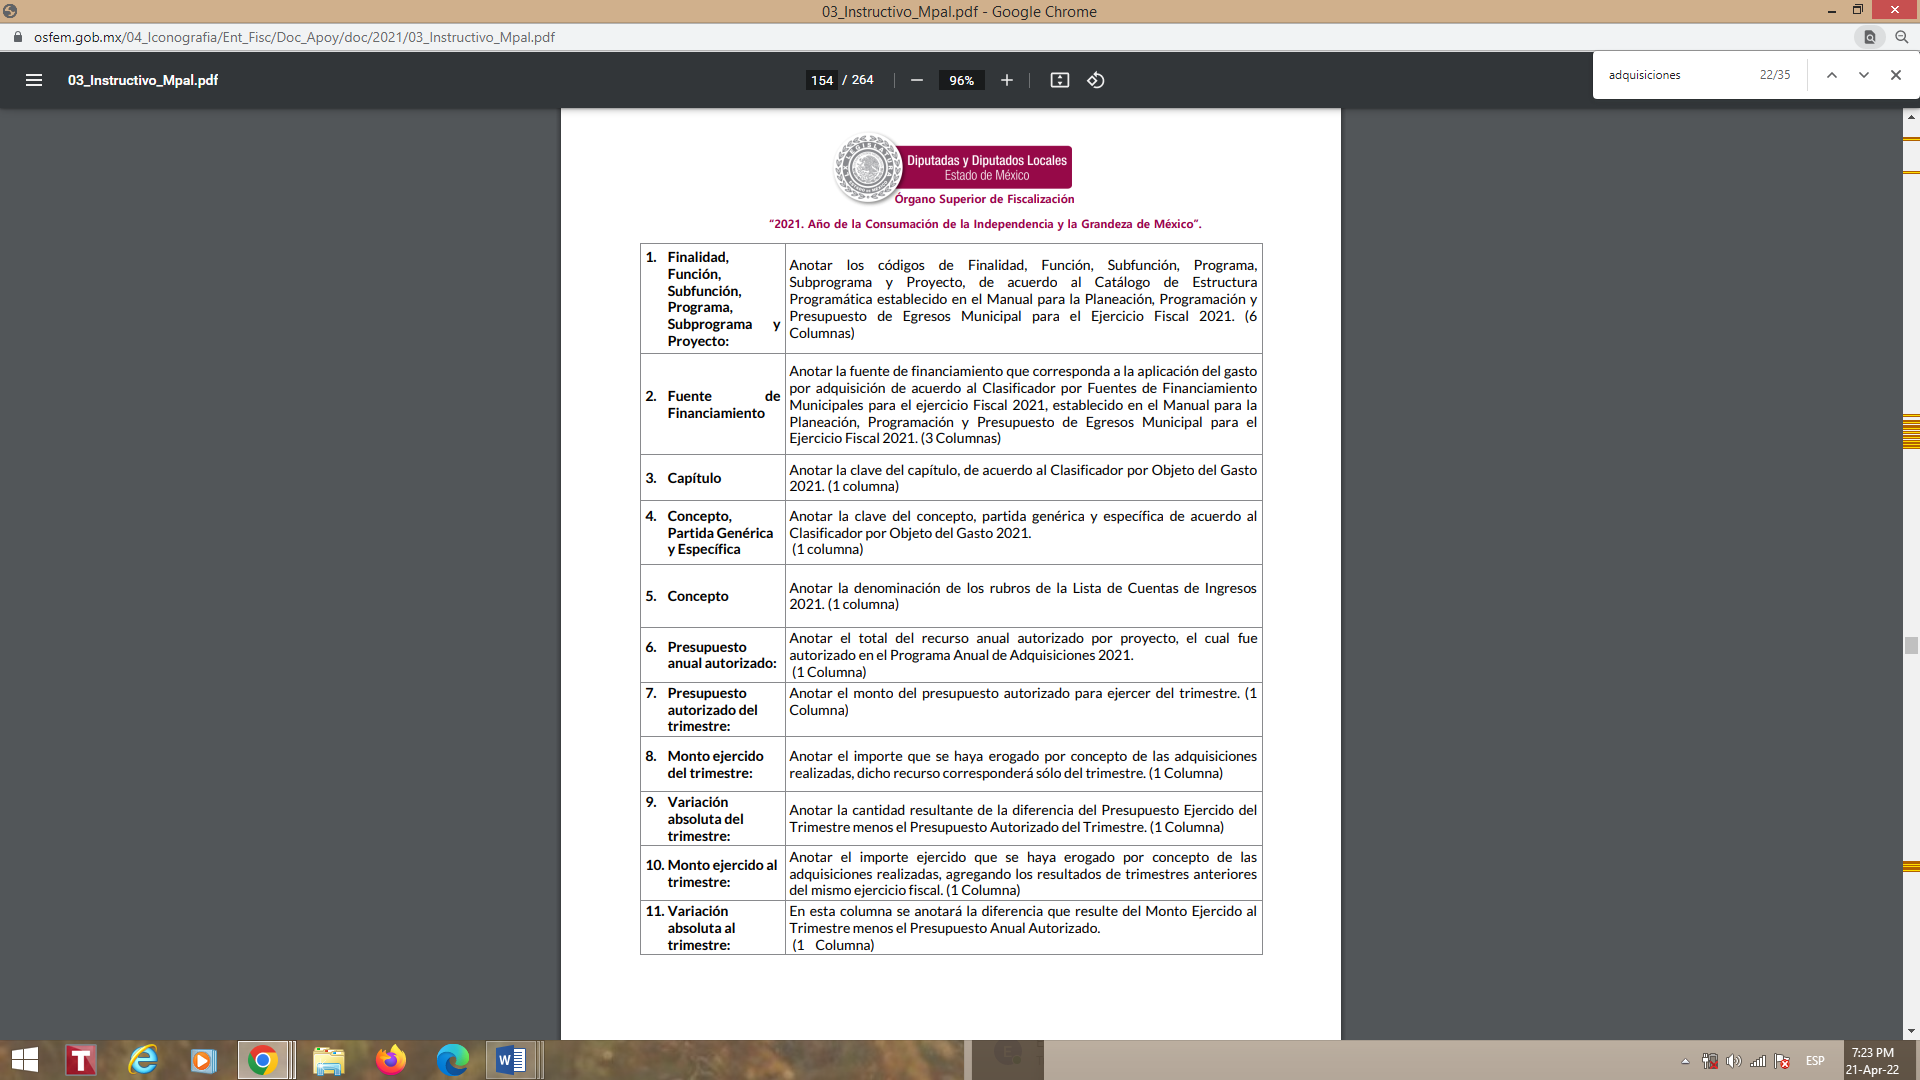 03_Instructivo_Mpal.pdf - Google Chrome
osfem.gob.mx/04_Iconografia/Ent_Fisc/Doc_Apoy/doc/2021/03_Instructivo_Mpal.pdf
03_Instructivo_Mpal.pdf
154 / 264
96%
adquisiciones
22/35
Diputadas y Diputados Locales
Estado de México
Órgano Superior de Fiscalización
"2021. Año de la Consumación de la Independencia y la Grandeza de México".
1. Finalidad,
Función,
Subfunción,
Programa,
Subprograma y
Proyecto:
Anotar los códigos de Finalidad, Función, Subfunción, Programa,
Subprograma y Proyecto, de acuerdo al Catálogo de Estructura
Programática establecido en el Manual para la Planeación, Programación y
Presupuesto de Egresos Municipal para el Ejercicio Fiscal 2021. (6
Columnas)
2. Fuente de
Financiamiento
Anotar la fuente de financiamiento que corresponda a la aplicación del gasto
por adquisición de acuerdo al Clasificador por Fuentes de Financiamiento
Municipales para el ejercicio Fiscal 2021, establecido en el Manual para la
Planeación, Programación y Presupuesto de Egresos Municipal para el
Ejercicio Fiscal 2021. (3 Columnas)
3. Capítulo
Anotar la clave del capítulo, de acuerdo al Clasificador por Objeto del Gasto
2021. (1 columna)
4. Concepto,
Partida Genérica
y Específica
Anotar la clave del concepto, partida genérica y específica de acuerdo al
Clasificador por Objeto del Gasto 2021.
(1 columna)
5. Concepto
Anotar la denominación de los rubros de la Lista de Cuentas de Ingresos
2021. (1 columna)
6. Presupuesto
anual autorizado:
Anotar el total del recurso anual autorizado por proyecto, el cual fue
autorizado en el Programa Anual de Adquisiciones 2021.
(1 Columna)
7. Presupuesto
autorizado del
trimestre:
Anotar el monto del presupuesto autorizado para ejercer del trimestre. (1
Columna)
8. Monto ejercido
del trimestre:
Anotar el importe que se haya erogado por concepto de las adquisiciones
realizadas, dicho recurso corresponderá sólo del trimestre. (1 Columna)
9. Variación
absoluta del
trimestre:
Anotar la cantidad resultante de la diferencia del Presupuesto Ejercido del
Trimestre menos el Presupuesto Autorizado del Trimestre. (1 Columna)
10. Monto ejercido al
trimestre:
Anotar el importe ejercido que se haya erogado por concepto de las
adquisiciones realizadas, agregando los resultados de trimestres anteriores
del mismo ejercicio fiscal. (1 Columna)
11. Variación
absoluta al
trimestre:
En esta columna se anotará la diferencia que resulte del Monto Ejercido al
Trimestre menos el Presupuesto Anual Autorizado.
(1 Columna)
ESP
7:23 PM
21-Apr-22